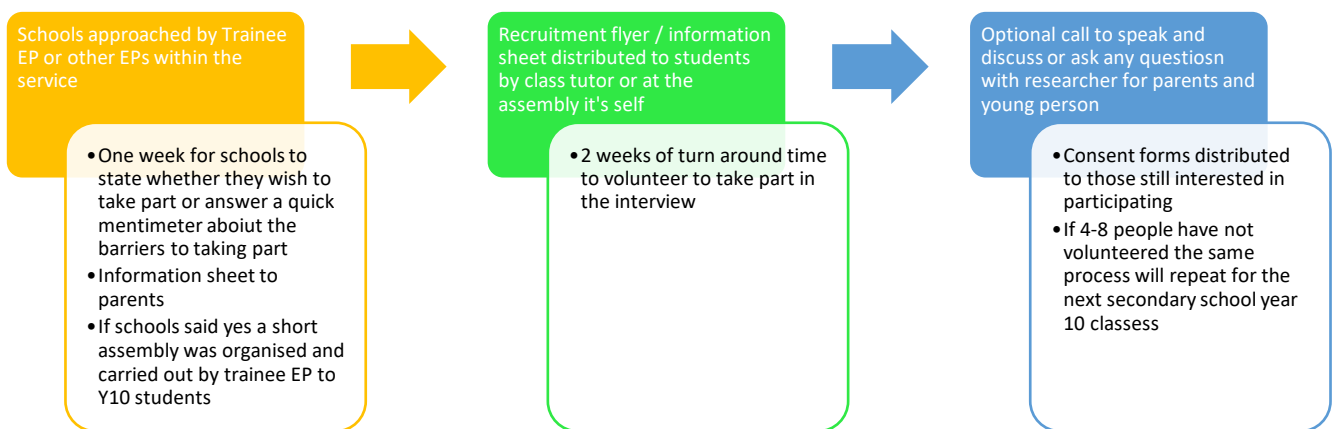 Schools approached by Trainee
EP or other EPs within the
service
•One week for schools to
state whether they wish to
take part or answer a quick
mentimeter aboiut the
barriers to taking part
•Information sheet to
parents
•If schools said yes a short
assembly was organised and
carried out by trainee EP to
Y10 students
Recruitment flyer / information
sheet distributed to students
by class tutor or at the
assembly it's self
•2 weeks of turn around time
to volunteer to take part in
the interview
Optional call to speak and
discuss or ask any questiosn
with researcher for parents and
young person
•Consent forms distributed
to those still interested in
participating
•If 4-8 people have not
volunteered the same
process will repeat for the
next secondary school year
10 classess